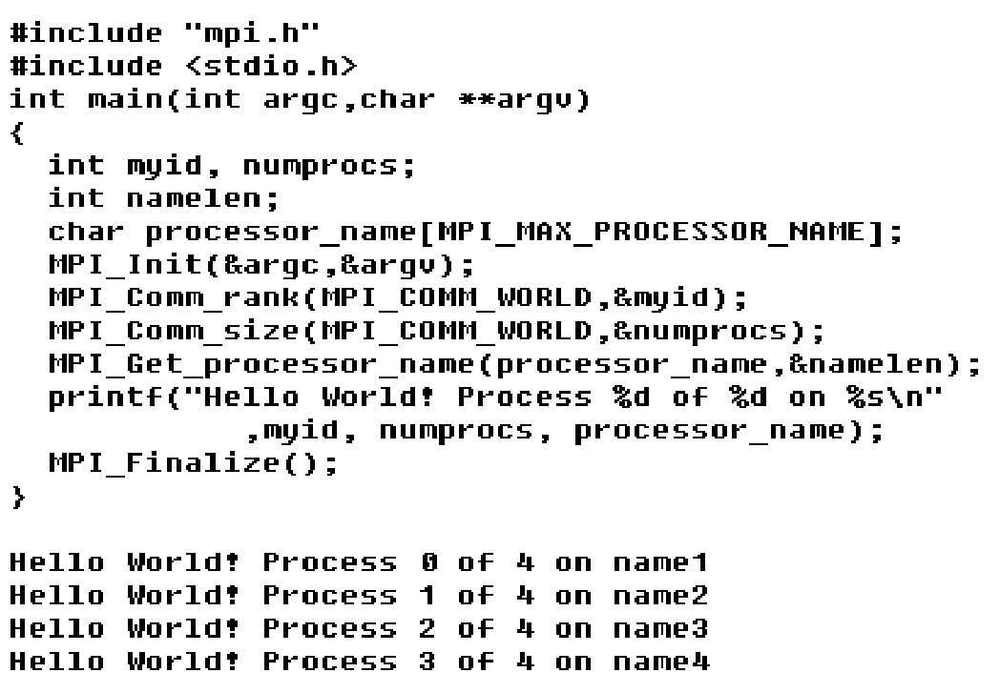 #include "mpi.h"
#include <stdio.h>
int main(int argc,char **argv)
{
  int myid, numprocs;
  int namelen;
  char processor_name[MPI_MAX_PROCESSOR_NAME];
  MPI_Init(&argc,&argv);
  MPI_Comm_rank(MPI_COMM_WORLD,&myid);
  MPI_Comm_size(MPI_COMM_WORLD,&numprocs);
  MPI_Get_processor_name(processor_name,&namelen);
  printf("Hello World! Process %d of %d on %s\n"
            ,myid, numprocs, processor_name);
  MPI_Finalize();
}

Hello World! Process 0 of 4 on name1
Hello World! Process 1 of 4 on name2
Hello World! Process 2 of 4 on name3
Hello World! Process 3 of 4 on name4